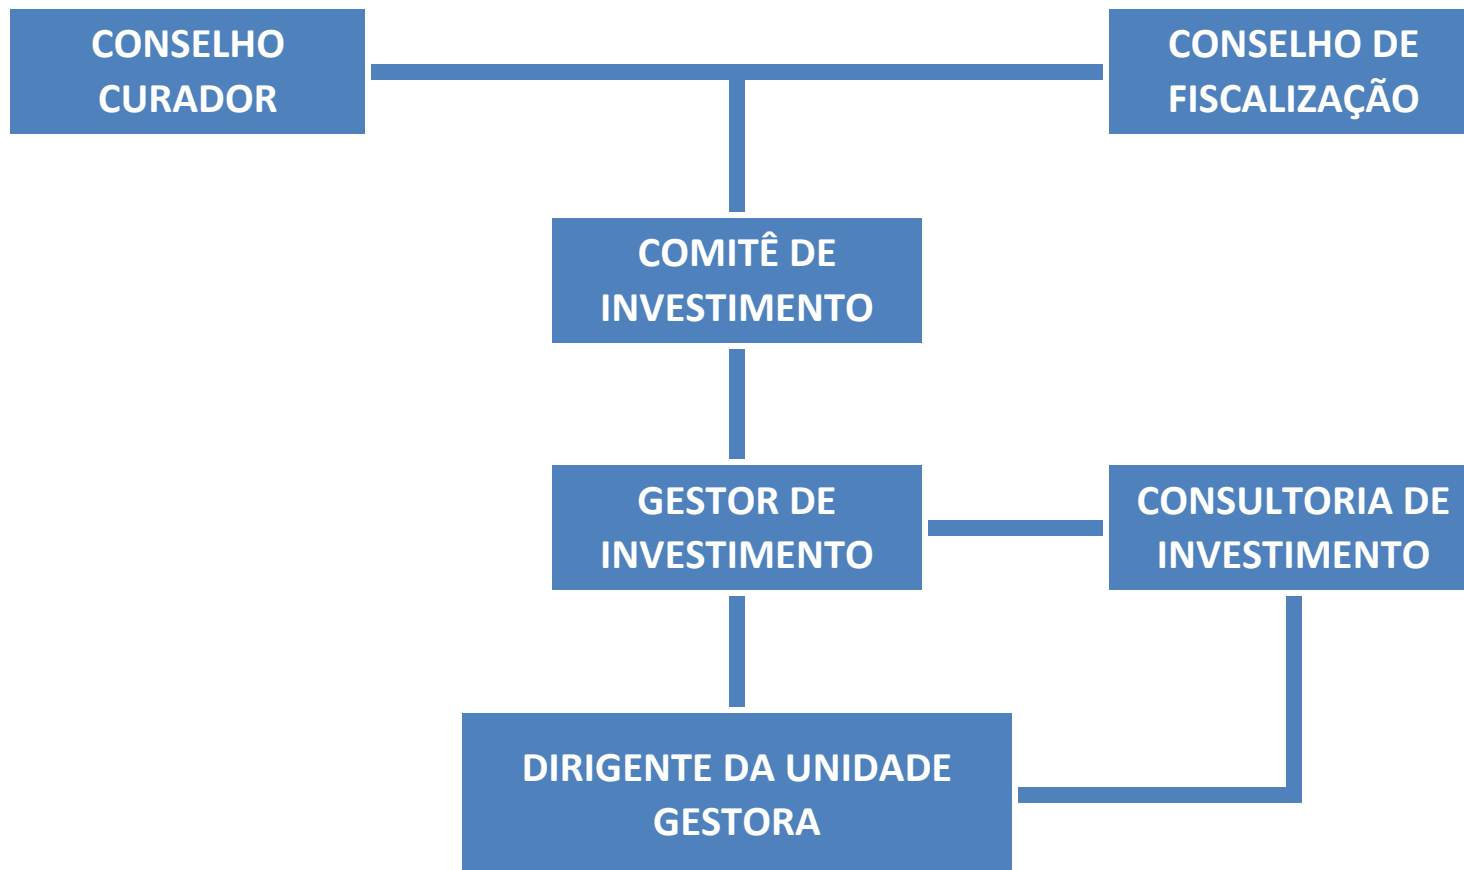 CONSELHO
CURADOR
CONSELHO DE
FISCALIZAÇÃO
COMITÊ DE
INVESTIMENTO
GESTOR DE
INVESTIMENTO
CONSULTORIA DE
INVESTIMENTO
DIRIGENTE DA UNIDADE
GESTORA